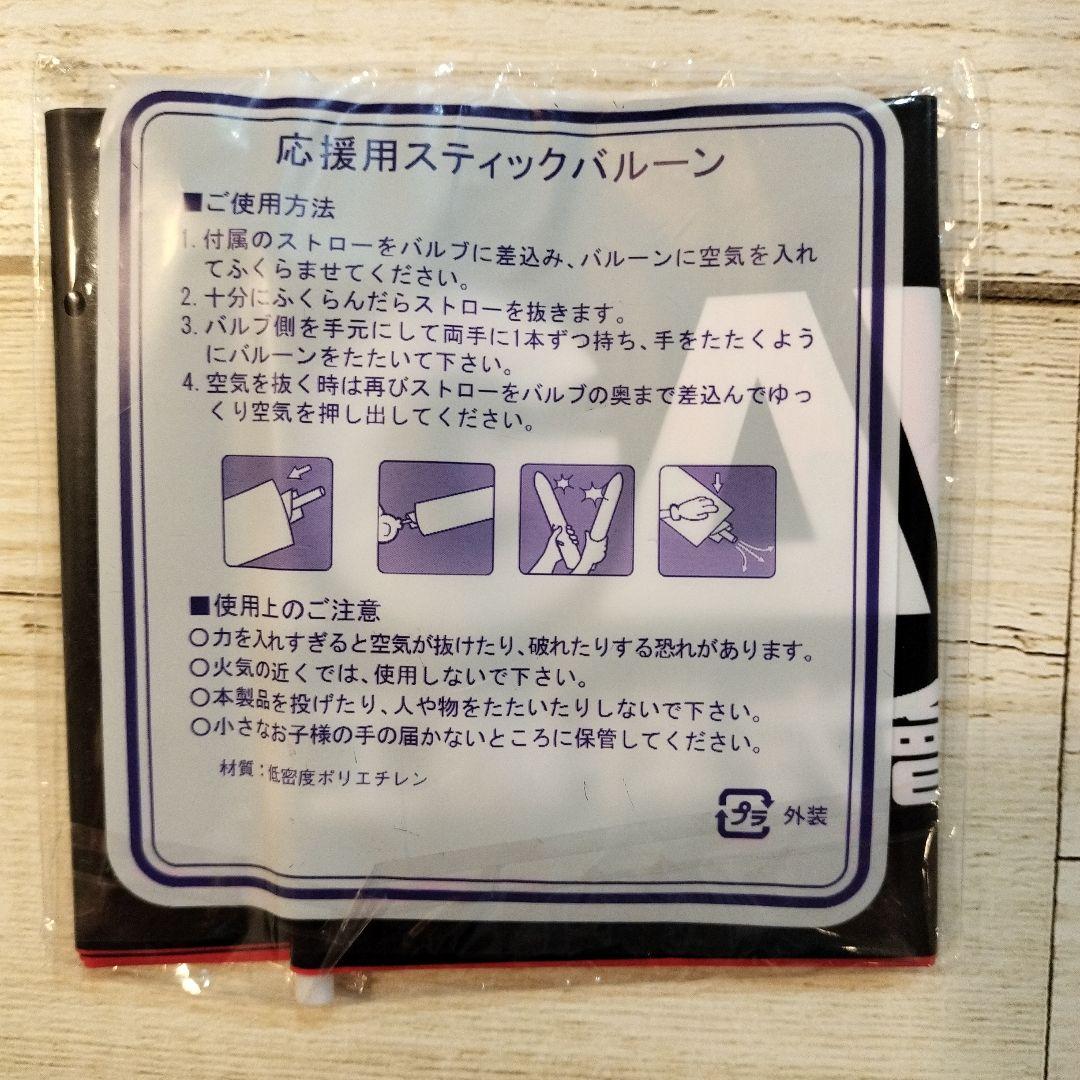 応援用スティックバルーン
■ご使用方法
1. 付属のストローをバルブに差込み、バルーンに空気を入れ
てふくらませてください。
2. 十分にふくらんだらストローを抜きます。
3. バルブ側を手元にして両手に1本ずつ持ち、手をたたくよう
にバルーンをたたいて下さい。
4. 空気を抜く時は再びストローをバルブの奥まで差込んでゆっ
くり空気を押し出してください。
■使用上のご注意
○力を入れすぎると空気が抜けたり、破れたりする恐れがあります。
○火気の近くでは、使用しないで下さい。
○本製品を投げたり、人や物をたたいたりしないで下さい。
○小さなお子様の手の届かないところに保管してください。
材質：低密度ポリエチレン
プラ 外装